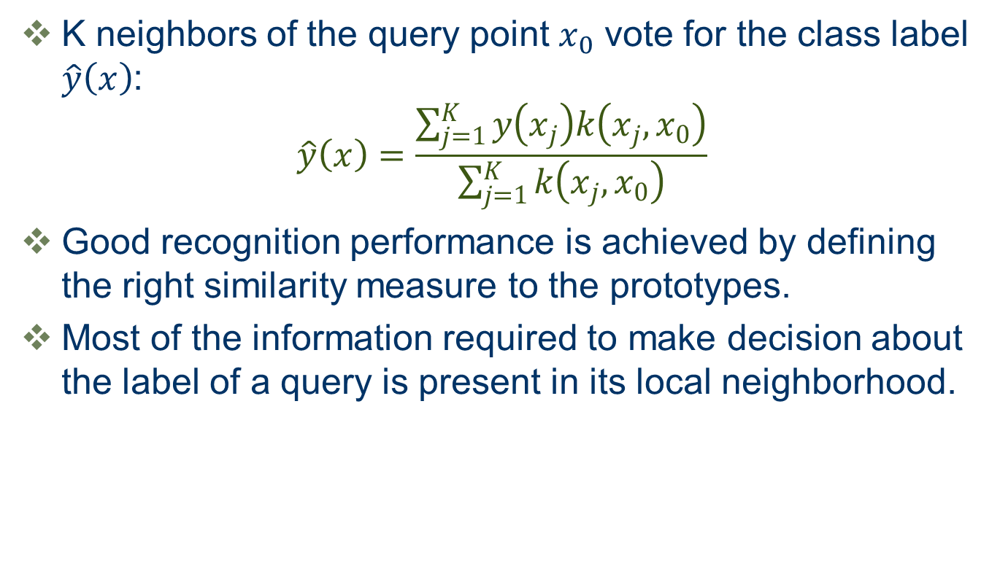 ❖ K neighbors of the query point $x_0$ vote for the class label
$\hat{y}(x)$:
$\hat{y}(x) = \frac{\sum_{j=1}^{K} y(x_j) k(x_j, x_0)}{\sum_{j=1}^{K} k(x_j, x_0)}$
❖ Good recognition performance is achieved by defining
the right similarity measure to the prototypes.
❖ Most of the information required to make decision about
the label of a query is present in its local neighborhood.